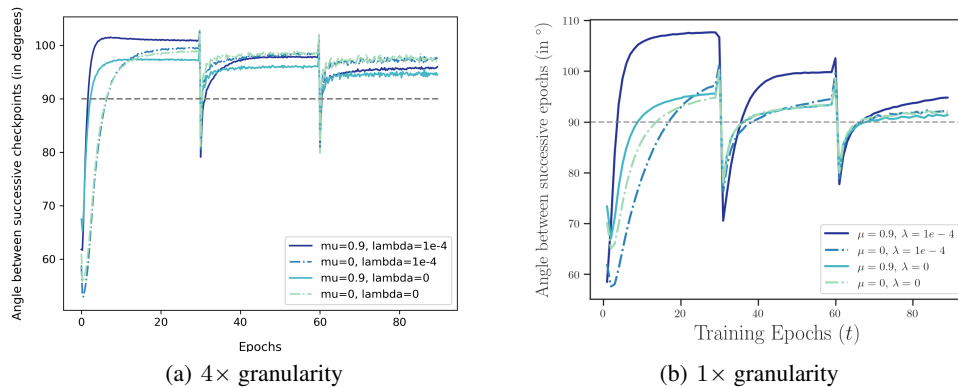 Angle between successive checkpoints (in degrees)
100
90
80
70
60
50
mu=0.9, lambda=1e-4
mu=0, lambda=1e-4
mu=0.9, lambda=0
mu=0, lambda=0
0
20
40
60
80
Epochs
(a) 4× granularity
Angle between successive epochs (in °)
110
100
90
80
70
60
μ = 0.9, λ = 1e − 4
μ = 0, λ = 1e − 4
μ = 0.9, λ = 0
μ = 0, λ = 0
0
20
40
60
80
Training Epochs (t)
(b) 1× granularity